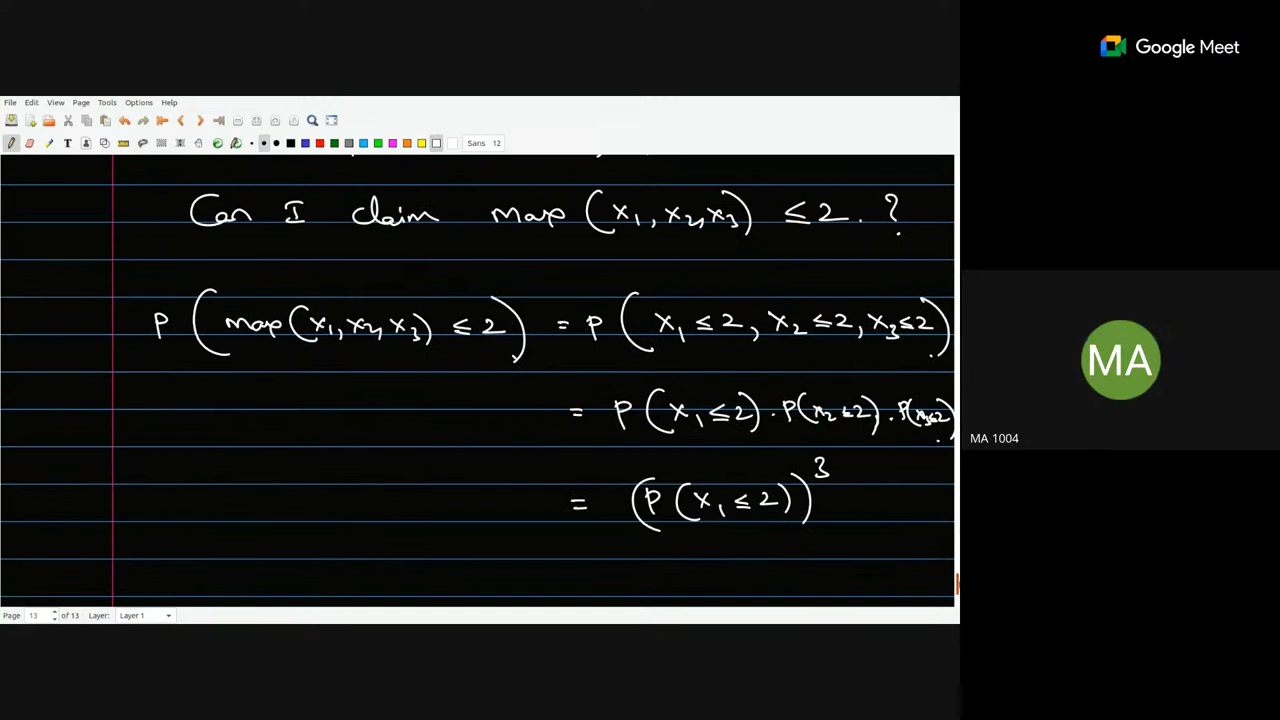 Google Meet
File Edit View Page Tools Options Help
Sans 12
Can I claim max (X1, X2, X3) ≤ 2 . ?
P (max(X1, X2, X3) ≤ 2) = P (X1 ≤ 2, X2 ≤ 2, X3 ≤ 2)
= P (X1 ≤ 2) . P(X2 ≤ 2) . P(X3 ≤ 2)
= (P (X1 ≤ 2))^3
MA
MA 1004
Page 13 of 13 Layer: Layer 1